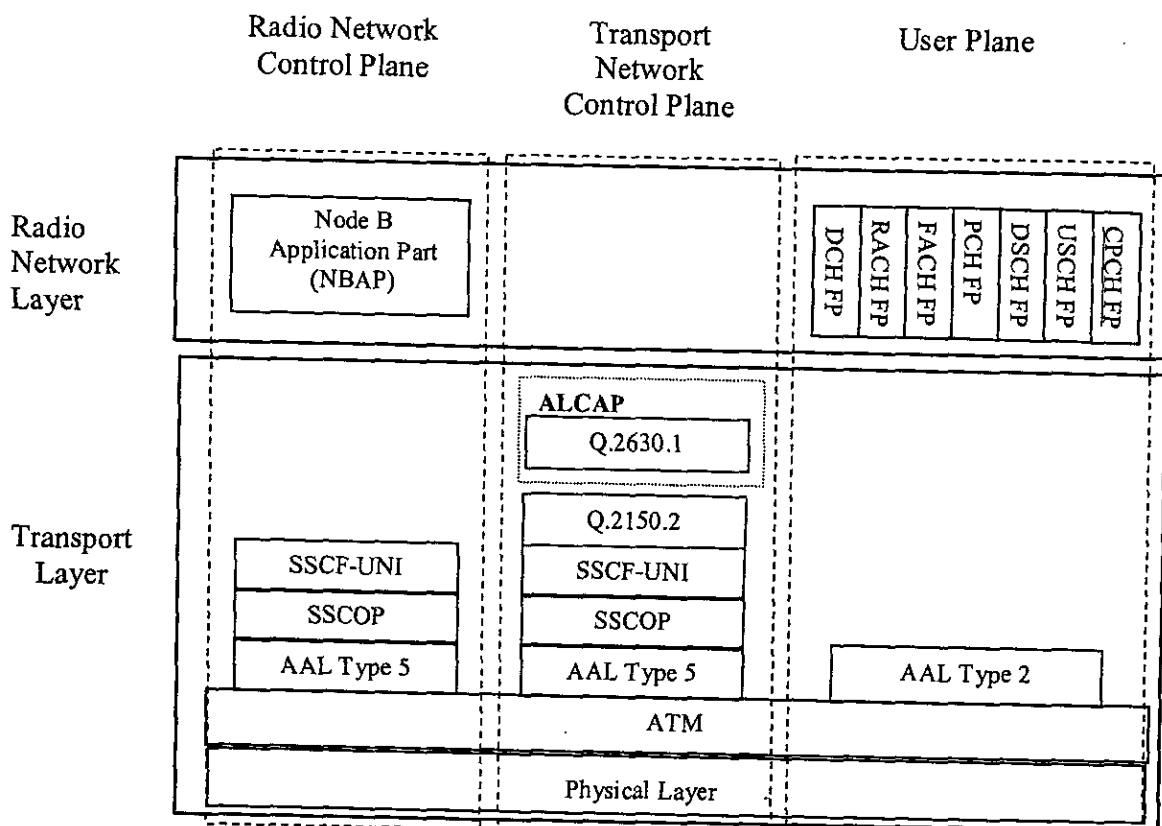 Radio Network
Control Plane
Transport
Network
Control Plane
User Plane
Radio
Network
Layer
Node B
Application Part
(NBAP)
DCH FP
RACH FP
FACH FP
PCH FP
DSCH FP
USCH FP
CPCH FP
Transport
Layer
ALCAP
Q.2630.1
Q.2150.2
SSCF-UNI
SSCF-UNI
SSCOP
SSCOP
AAL Type 5
AAL Type 5
AAL Type 2
ATM
Physical Layer